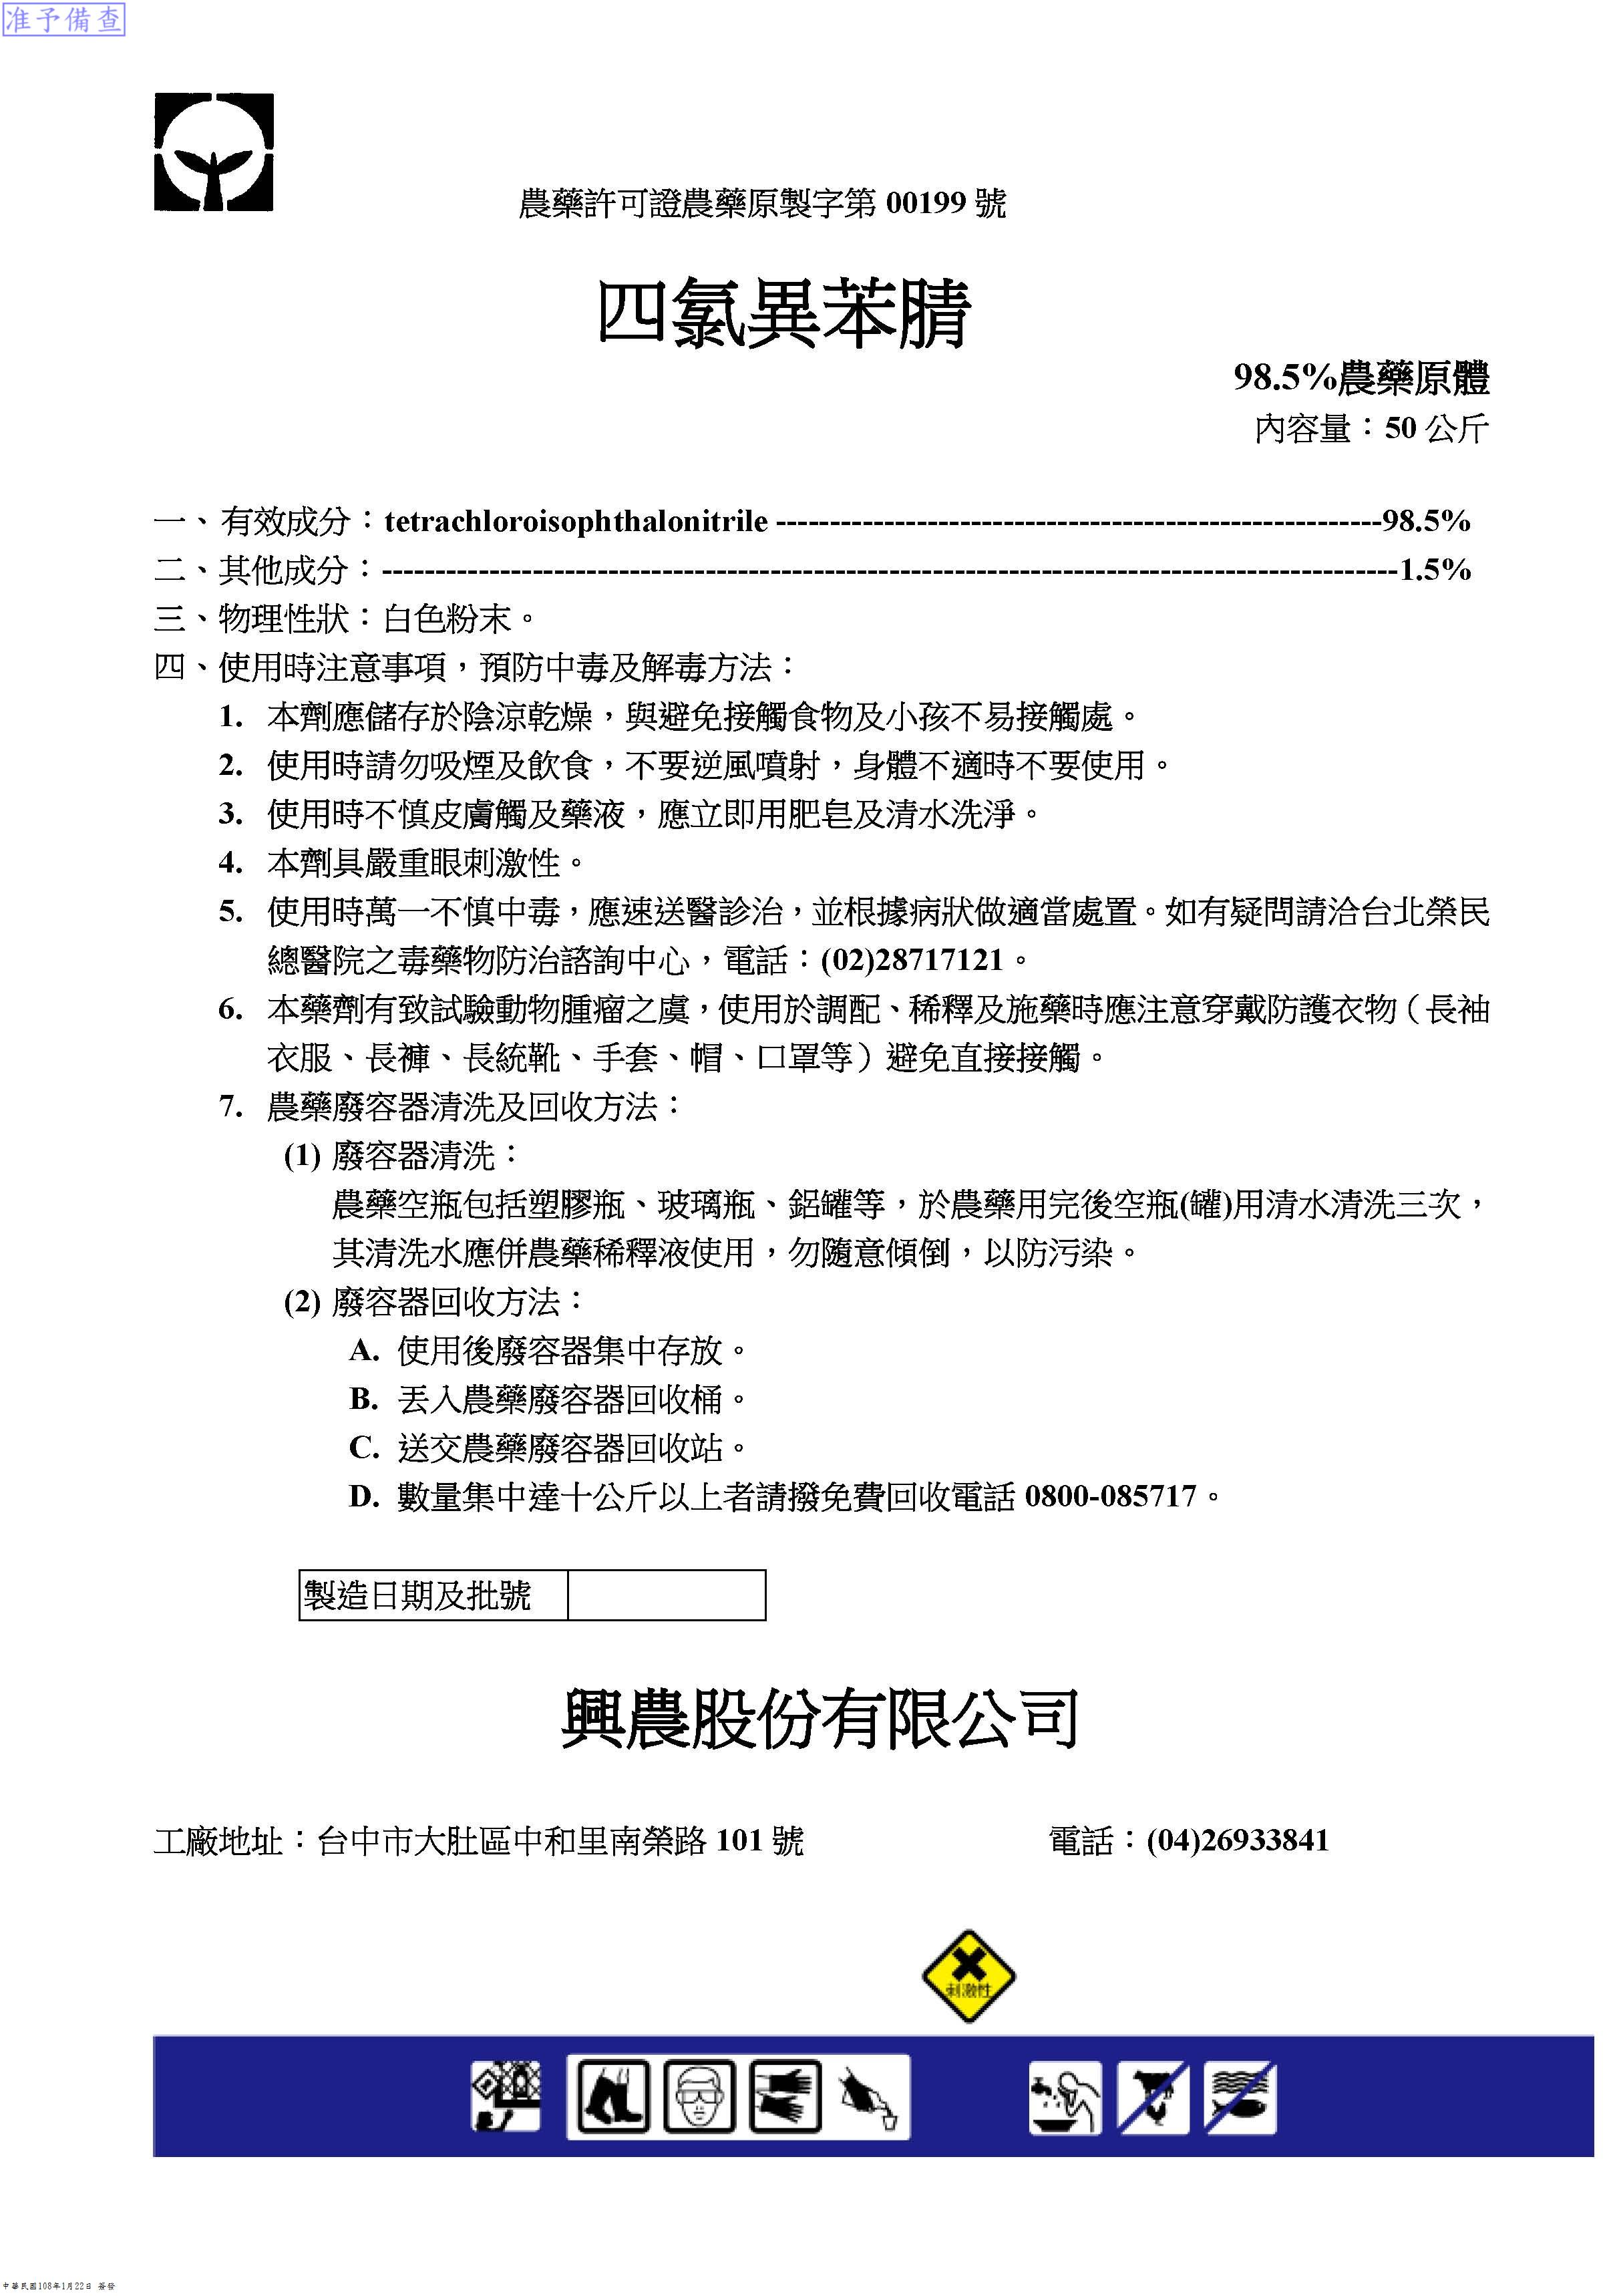 准予備查
農藥許可證農藥原製字第 00199 號
四氯異苯腈
98.5%農藥原體
內容量：50 公斤
一、有效成分：tetrachloroisophthalonitrile --------------------------------------------------------98.5%
二、其他成分：----------------------------------------------------------------------------------------------1.5%
三、物理性狀：白色粉末。
四、使用時注意事項，預防中毒及解毒方法：
1. 本劑應儲存於陰涼乾燥，與避免接觸食物及小孩不易接觸處。
2. 使用時請勿吸煙及飲食，不要逆風噴射，身體不適時不要使用。
3. 使用時不慎皮膚觸及藥液，應立即用肥皂及清水洗淨。
4. 本劑具嚴重眼刺激性。
5. 使用時萬一不慎中毒，應速送醫診治，並根據病狀做適當處置。如有疑問請洽台北榮民
總醫院之毒藥物防治諮詢中心，電話：(02)28717121。
6. 本藥劑有致試驗動物腫瘤之虞，使用於調配、稀釋及施藥時應注意穿戴防護衣物（長袖
衣服、長褲、長統靴、手套、帽、口罩等）避免直接接觸。
7. 農藥廢容器清洗及回收方法：
(1) 廢容器清洗：
農藥空瓶包括塑膠瓶、玻璃瓶、鋁罐等，於農藥用完後空瓶(罐)用清水清洗三次，
其清洗水應併農藥稀釋液使用，勿隨意傾倒，以防污染。
(2) 廢容器回收方法：
A. 使用後廢容器集中存放。
B. 丟入農藥廢容器回收桶。
C. 送交農藥廢容器回收站。
D. 數量集中達十公斤以上者請撥免費回收電話 0800-085717。
製造日期及批號
興農股份有限公司
工廠地址：台中市大肚區中和里南榮路 101 號 電話：(04)26933841
刺激性
中華民國108年1月22日 簽發